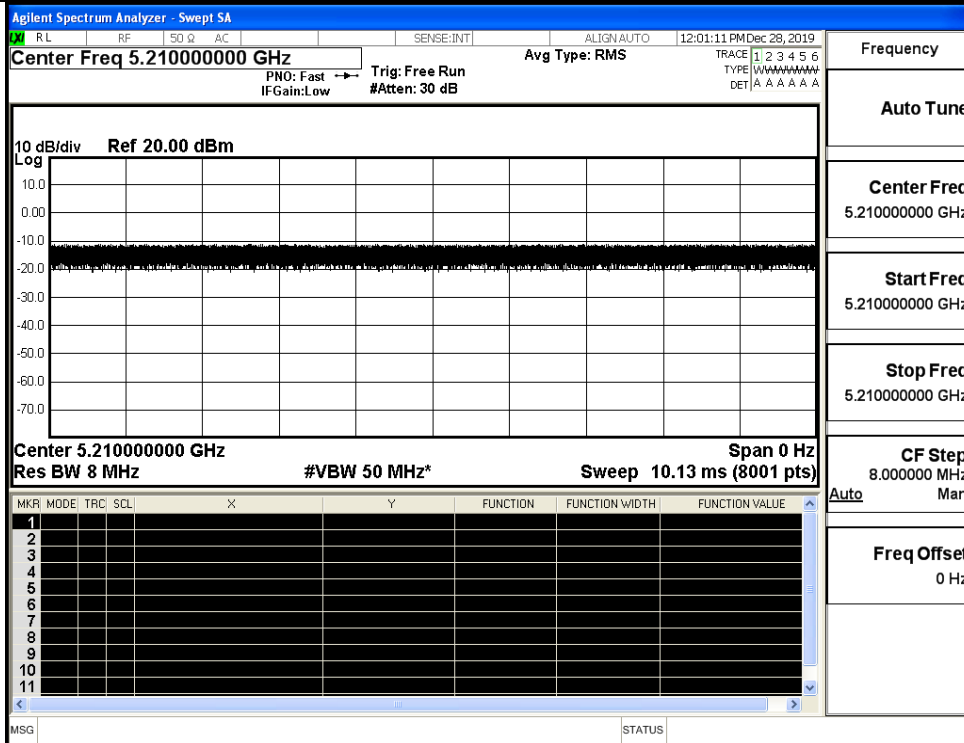 Agilent Spectrum Analyzer - Swept SA
LXI RL RF 50 Ω AC SENSE:INT ALIGN AUTO 12:01:11 PM Dec 28, 2019
Center Freq 5.210000000 GHz
PNO: Fast
IFGain:Low
Trig: Free Run
#Atten: 30 dB
Avg Type: RMS
TRACE 1 2 3 4 5 6
TYPE WWWWWW
DET A A A A A A
10 dB/div Ref 20.00 dBm
Log
10.0
0.00
-10.0
-20.0
-30.0
-40.0
-50.0
-60.0
-70.0
Center 5.210000000 GHz Span 0 Hz
Res BW 8 MHz #VBW 50 MHz* Sweep 10.13 ms (8001 pts)
MKR MODE TRC SCL X Y FUNCTION FUNCTION WIDTH FUNCTION VALUE
1
2
3
4
5
6
7
8
9
10
11
MSG STATUS
Frequency
Auto Tune
Center Freq
5.210000000 GHz
Start Freq
5.210000000 GHz
Stop Freq
5.210000000 GHz
CF Step
8.000000 MHz
Auto Man
Freq Offset
0 Hz